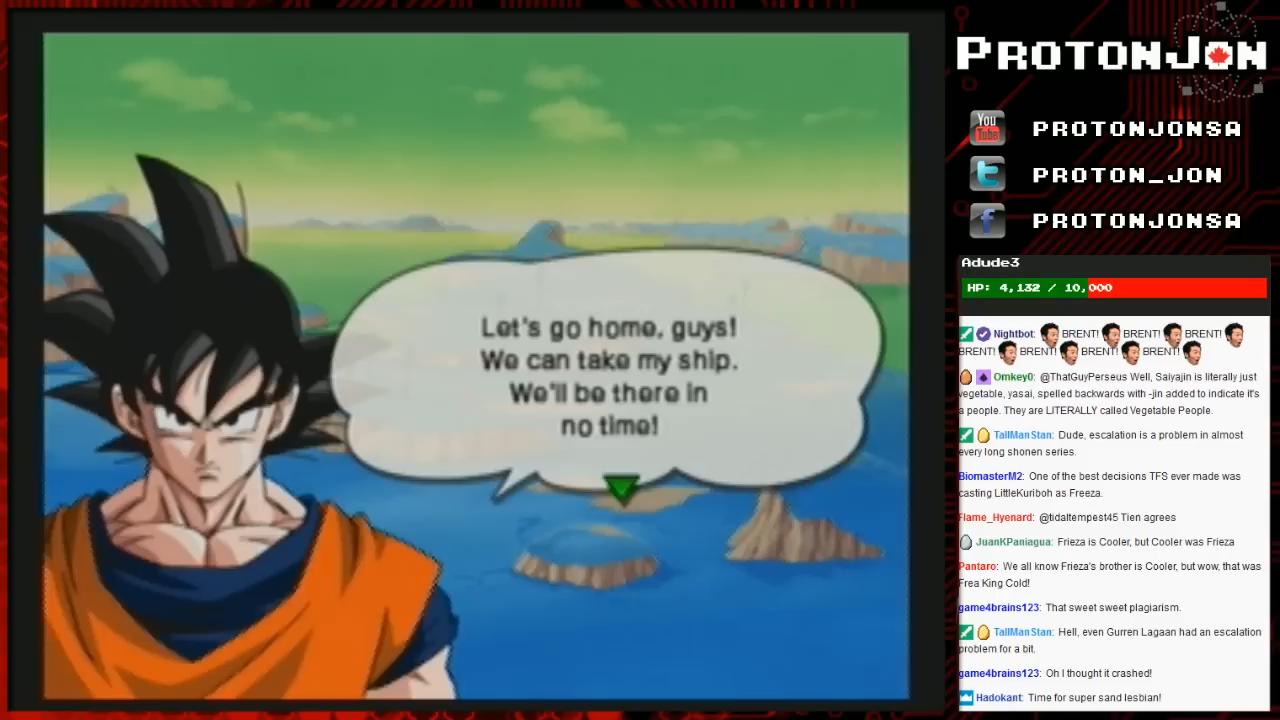 Let's go home, guys!
We can take my ship.
We'll be there in
no time!
PROTONJON
You
Tube
PROTONJONSA
PROTON_JON
PROTONJONSA
Adude3
HP: 4,132 / 10,000
Nightbot: BRENT! BRENT! BRENT!
BRENT! BRENT! BRENT! BRENT!
Omkey0: @ThatGuyPerseus Well, Saiyajin is literally just
vegetable, yasai, spelled backwards with -jin added to indicate it's
a people. They are LITERALLY called Vegetable People.
TallManStan: Dude, escalation is a problem in almost
every long shonen series.
BiomasterM2: One of the best decisions TFS ever made was
casting LittleKuriboh as Freeza.
Flame_Hyenard: @tidaltempest45 Tien agrees
JuanKPaniagua: Frieza is Cooler, but Cooler was Frieza
Pantaro: We all know Frieza's brother is Cooler, but wow, that was
Frea King Cold!
game4brains123: That sweet sweet plagiarism.
TallManStan: Hell, even Gurren Lagaan had an escalation
problem for a bit.
game4brains123: Oh I thought it crashed!
Hadokant: Time for super sand lesbian!